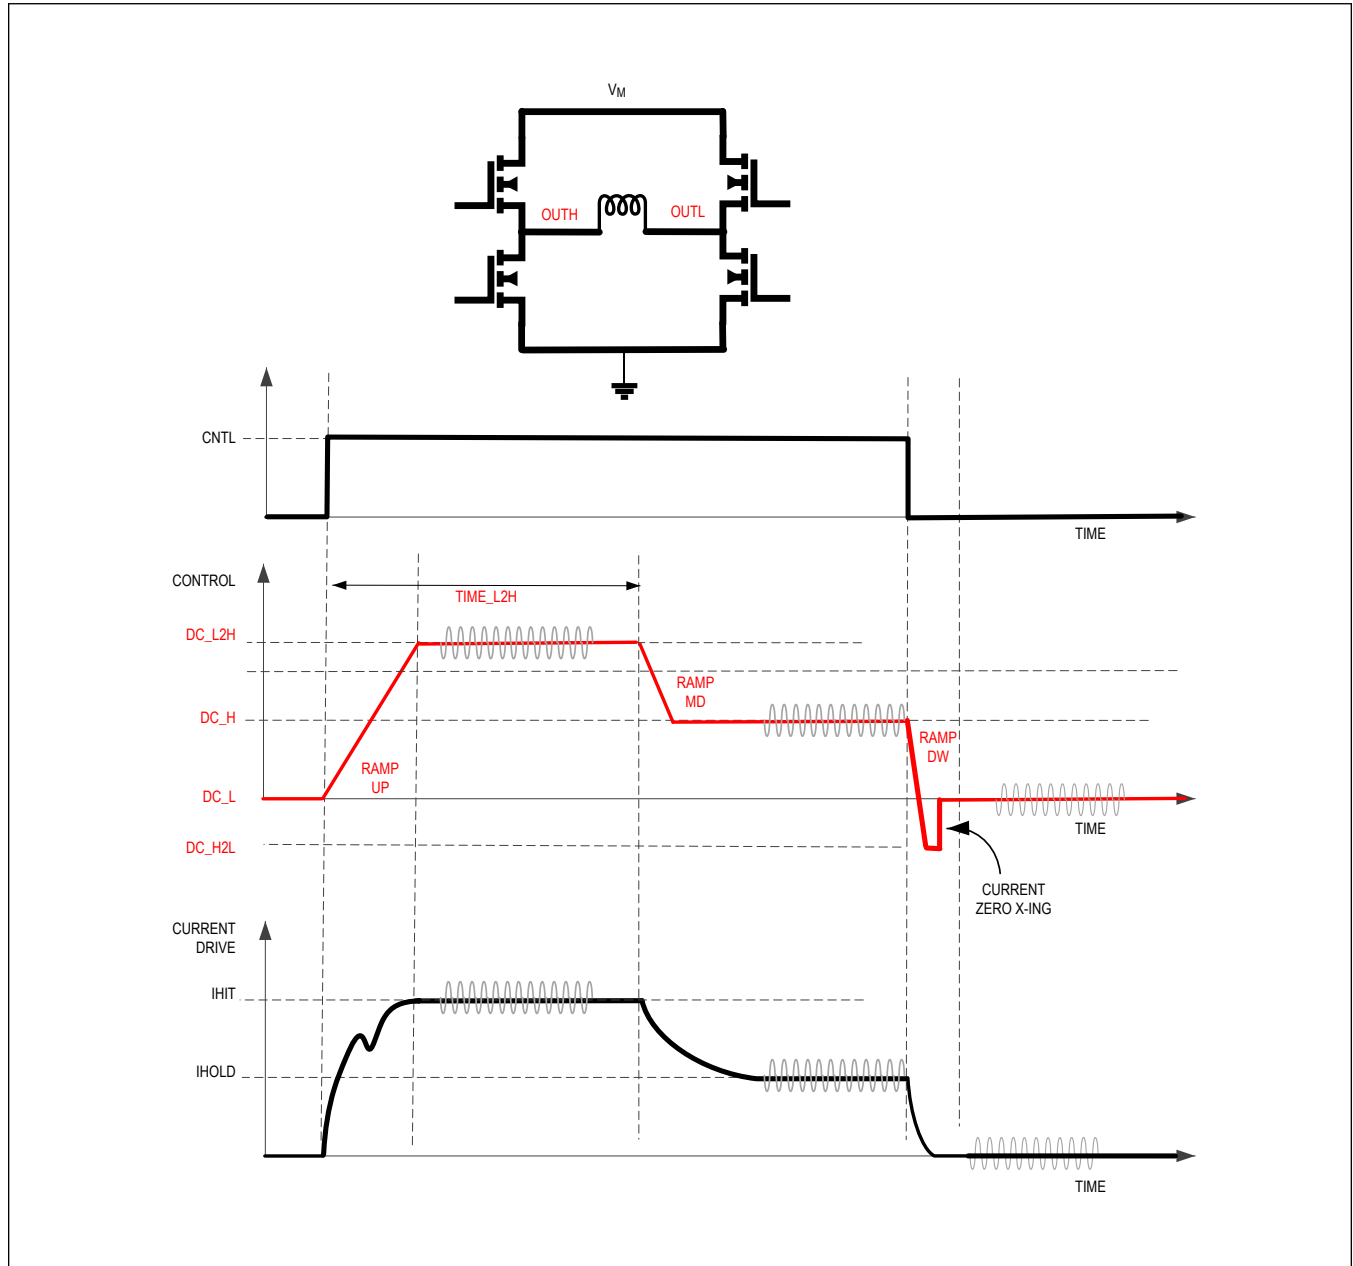 VM
OUTH
OUTL
CNTL
TIME
CONTROL
TIME_L2H
DC_L2H
RAMP
MD
DC_H
RAMP
DW
RAMP
UP
DC_L
TIME
DC_H2L
CURRENT
ZERO X-ING
CURRENT
DRIVE
IHIT
IHOLD
TIME